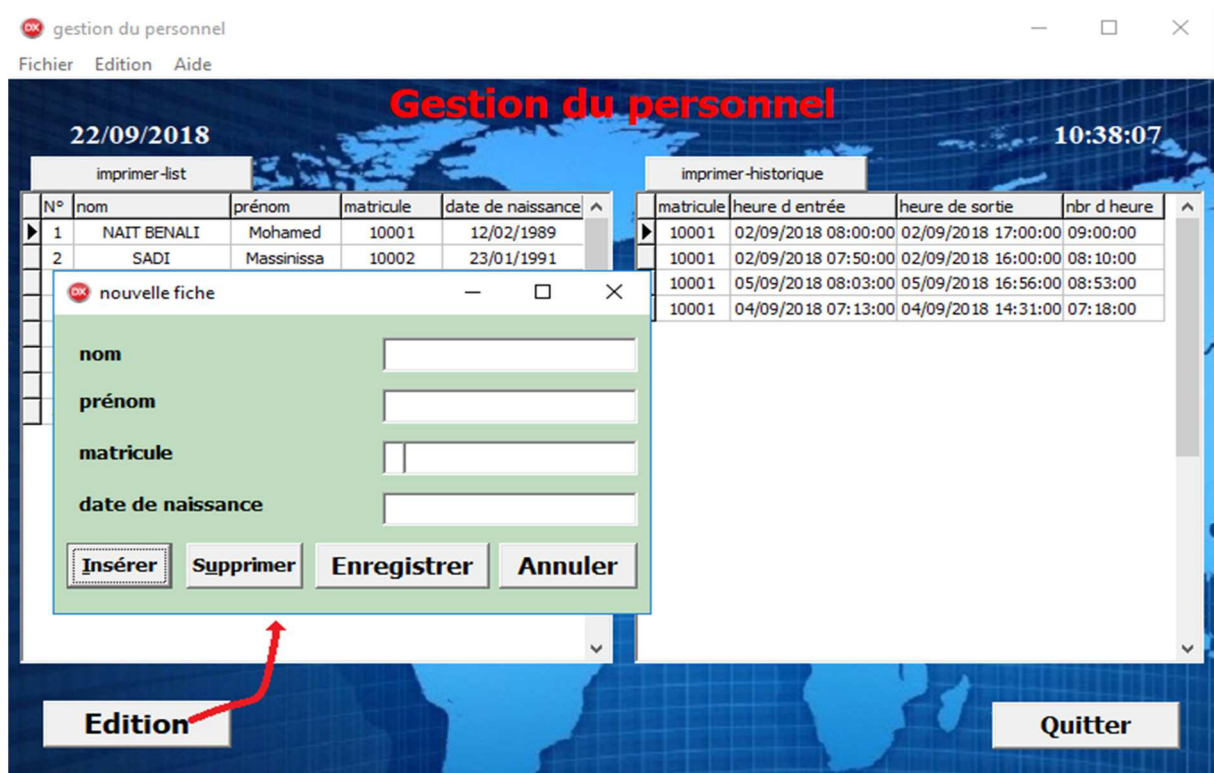 gestion du personnel
Fichier Edition Aide
Gestion du personnel
22/09/2018 10:38:07
imprimer-list imprimer-historique
N° nom prénom matricule date de naissance
1 NAIT BENALI Mohamed 10001 12/02/1989
2 SADI Massinissa 10002 23/01/1991
matricule heure d entrée heure de sortie nbr d heure
10001 02/09/2018 08:00:00 02/09/2018 17:00:00 09:00:00
10001 02/09/2018 07:50:00 02/09/2018 16:00:00 08:10:00
10001 05/09/2018 08:03:00 05/09/2018 16:56:00 08:53:00
10001 04/09/2018 07:13:00 04/09/2018 14:31:00 07:18:00
nouvelle fiche
nom
prénom
matricule
date de naissance
Insérer Supprimer Enregistrer Annuler
Edition Quitter